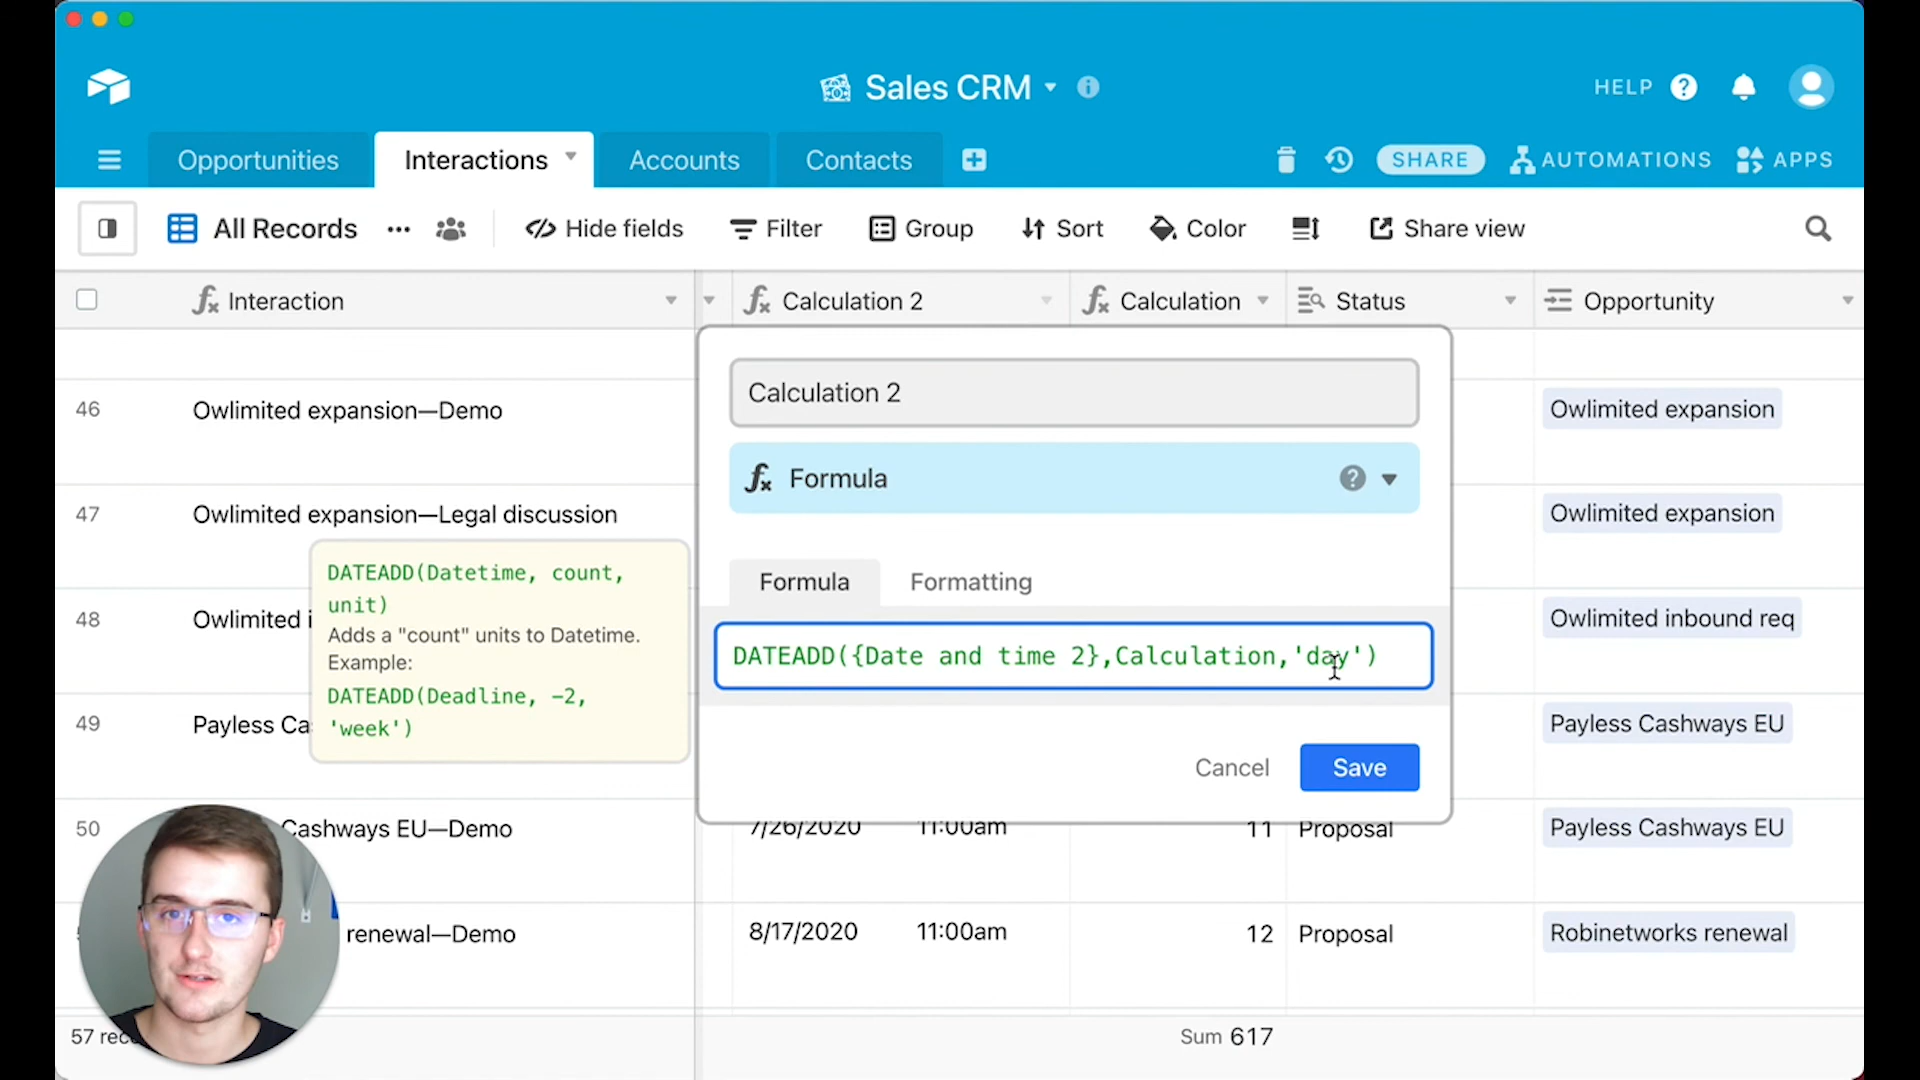 Sales CRM
HELP
Opportunities
Interactions
Accounts
Contacts
SHARE
AUTOMATIONS
APPS
All Records
Hide fields
Filter
Group
Sort
Color
Share view
Interaction
Calculation 2
Calculation
Status
Opportunity
46
Owlimited expansion—Demo
Owlimited expansion
47
Owlimited expansion—Legal discussion
Owlimited expansion
48
Owlimited i
Owlimited inbound req
49
Payless Ca
Payless Cashways EU
50
Cashways EU—Demo
7/26/2020 11:00am
11
Proposal
Payless Cashways EU
renewal—Demo
8/17/2020 11:00am
12
Proposal
Robinetworks renewal
DATEADD(Datetime, count,
unit)
Adds a "count" units to Datetime.
Example:
DATEADD(Deadline, -2,
'week')
Calculation 2
Formula
Formula
Formatting
DATEADD({Date and time 2},Calculation,'day')
Cancel
Save
57 rec
Sum 617